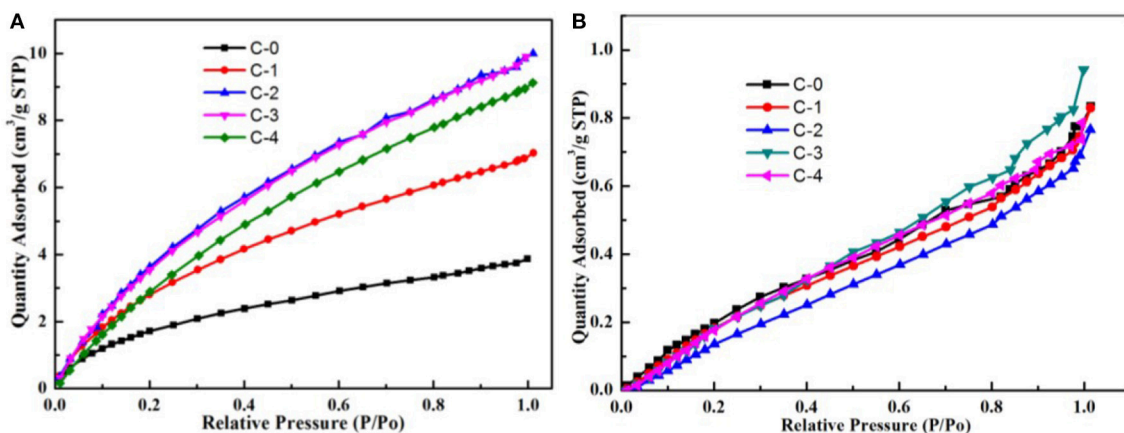 A
Quantity Adsorbed (cm³/g STP)
10
8
6
4
2
0
C-0
C-1
C-2
C-3
C-4
0.0
0.2
0.4
0.6
0.8
1.0
Relative Pressure (P/Po)
B
Quantity Adsorbed (cm³/g STP)
1.0
0.8
0.6
0.4
0.2
0.0
C-0
C-1
C-2
C-3
C-4
0.0
0.2
0.4
0.6
0.8
1.0
Relative Pressure (P/Po)